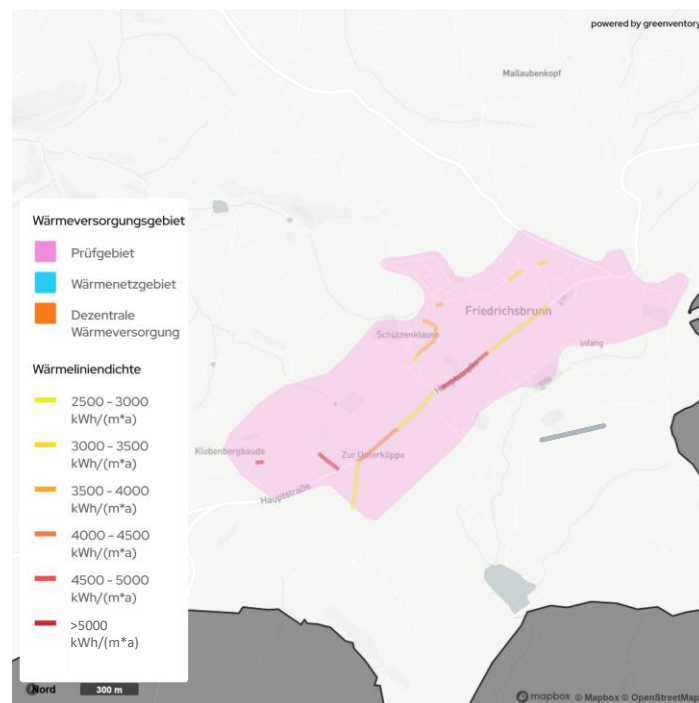 powered by greenventory
Mailaubenkopf
Wärmeversorgungsgebiet
Prüfgebiet
Wärmenetzgebiet
Dezentrale
Wärmeversorgung
Wärmeliniendichte
2500 - 3000
kWh/(m*a)
3000 - 3500
kWh/(m*a)
3500 - 4000
kWh/(m*a)
4000 - 4500
kWh/(m*a)
4500 - 5000
kWh/(m*a)
>5000
kWh/(m*a)
Friedrichsbrunn
Schützenklause
Inlang
Hauptstraße
Klobenbergbaude
Zur Unterklippe
Hauptstraße
Nord
300 m
mapbox © Mapbox © OpenStreetMap